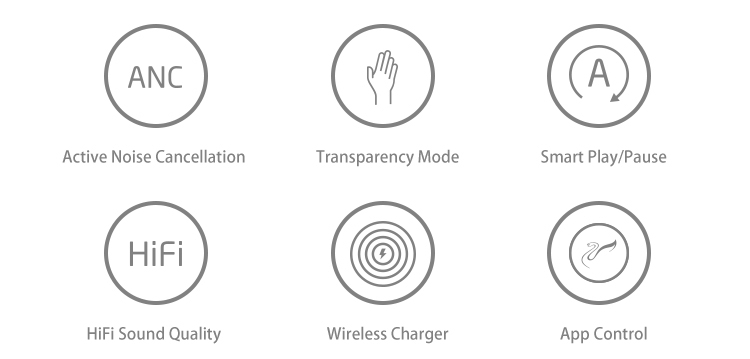 ANC
A
Active Noise Cancellation
Transparency Mode
Smart Play/Pause
HiFi
HiFi Sound Quality
Wireless Charger
App Control